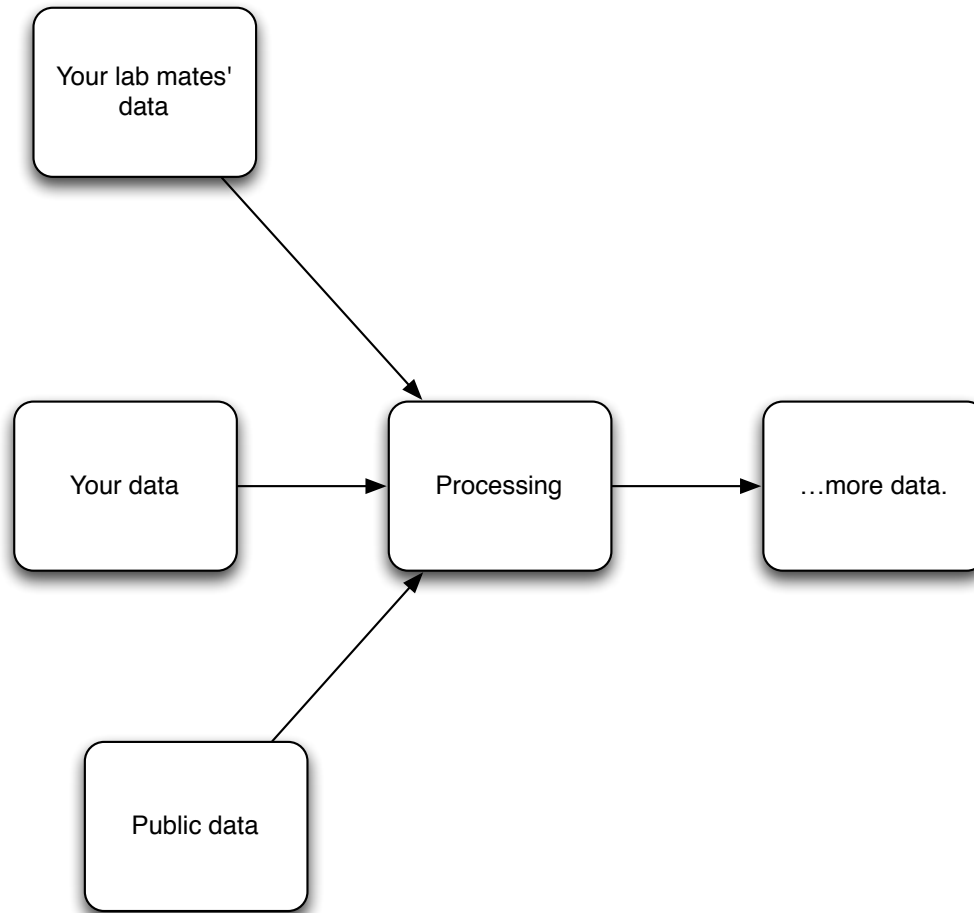 Your lab mates'
data
Your data
Processing
…more data.
Public data